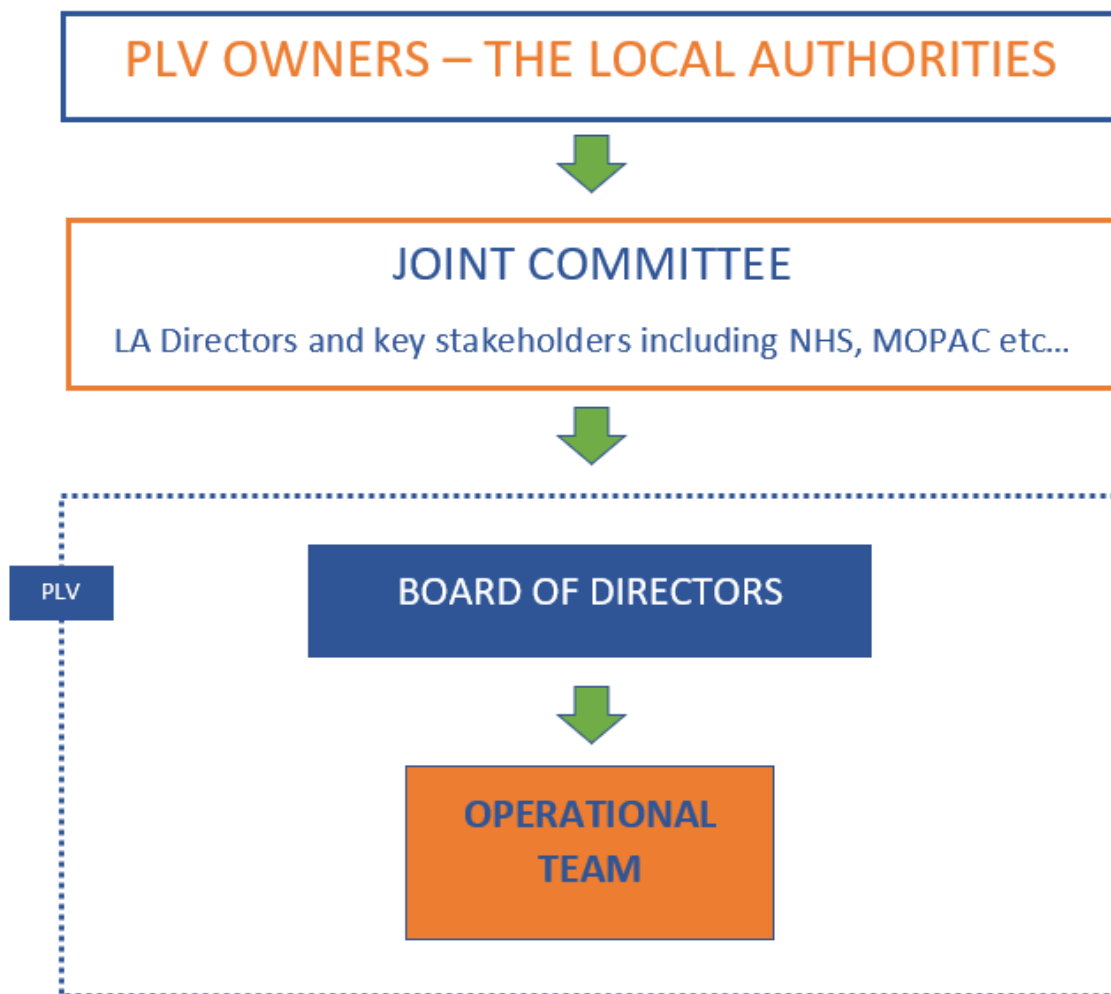 PLV OWNERS – THE LOCAL AUTHORITIES
JOINT COMMITTEE
LA Directors and key stakeholders including NHS, MOPAC etc…
PLV
BOARD OF DIRECTORS
OPERATIONAL
TEAM